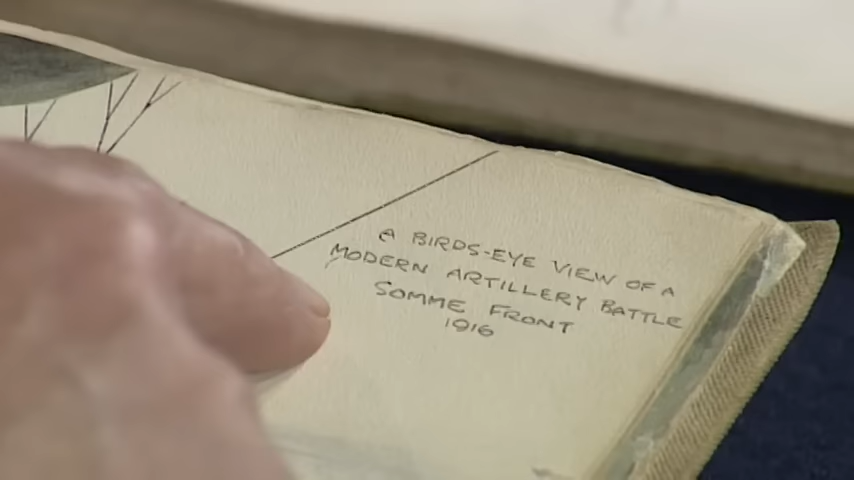 A BIRDS-EYE VIEW OF A
MODERN ARTILLERY BATTLE
SOMME FRONT
1916